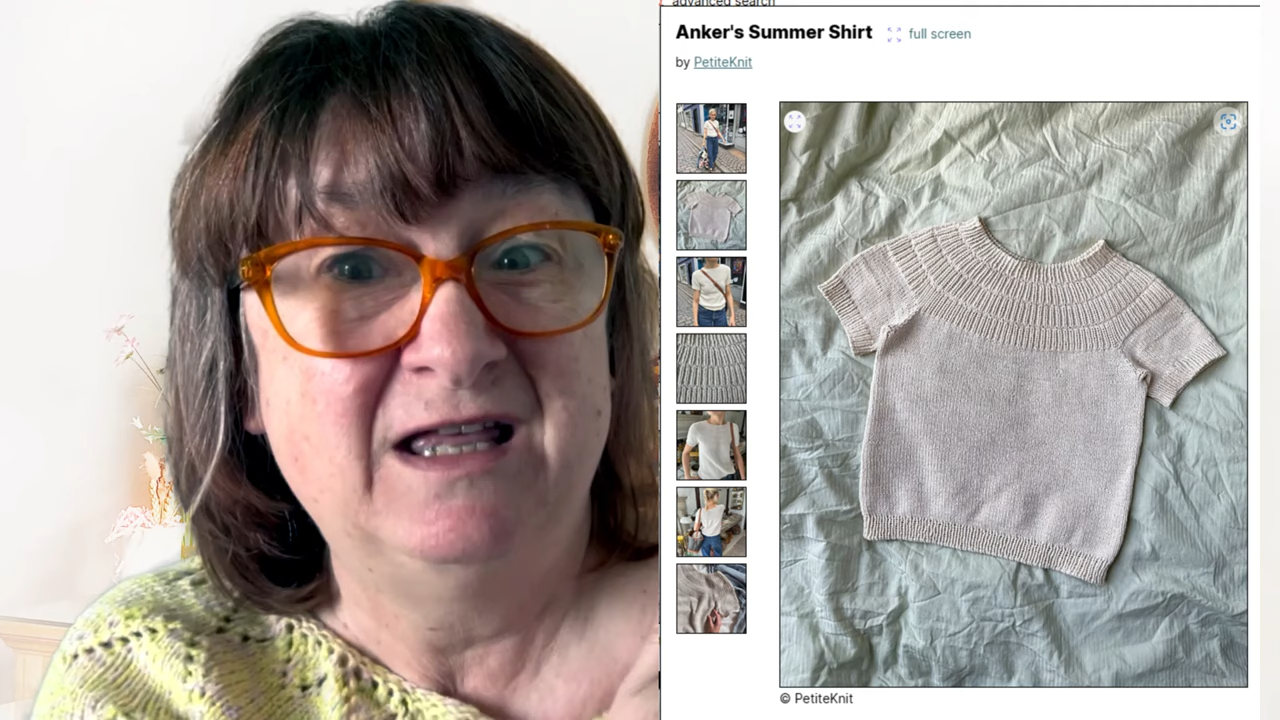 advanced search
Anker's Summer Shirt full screen
by PetiteKnit
© PetiteKnit